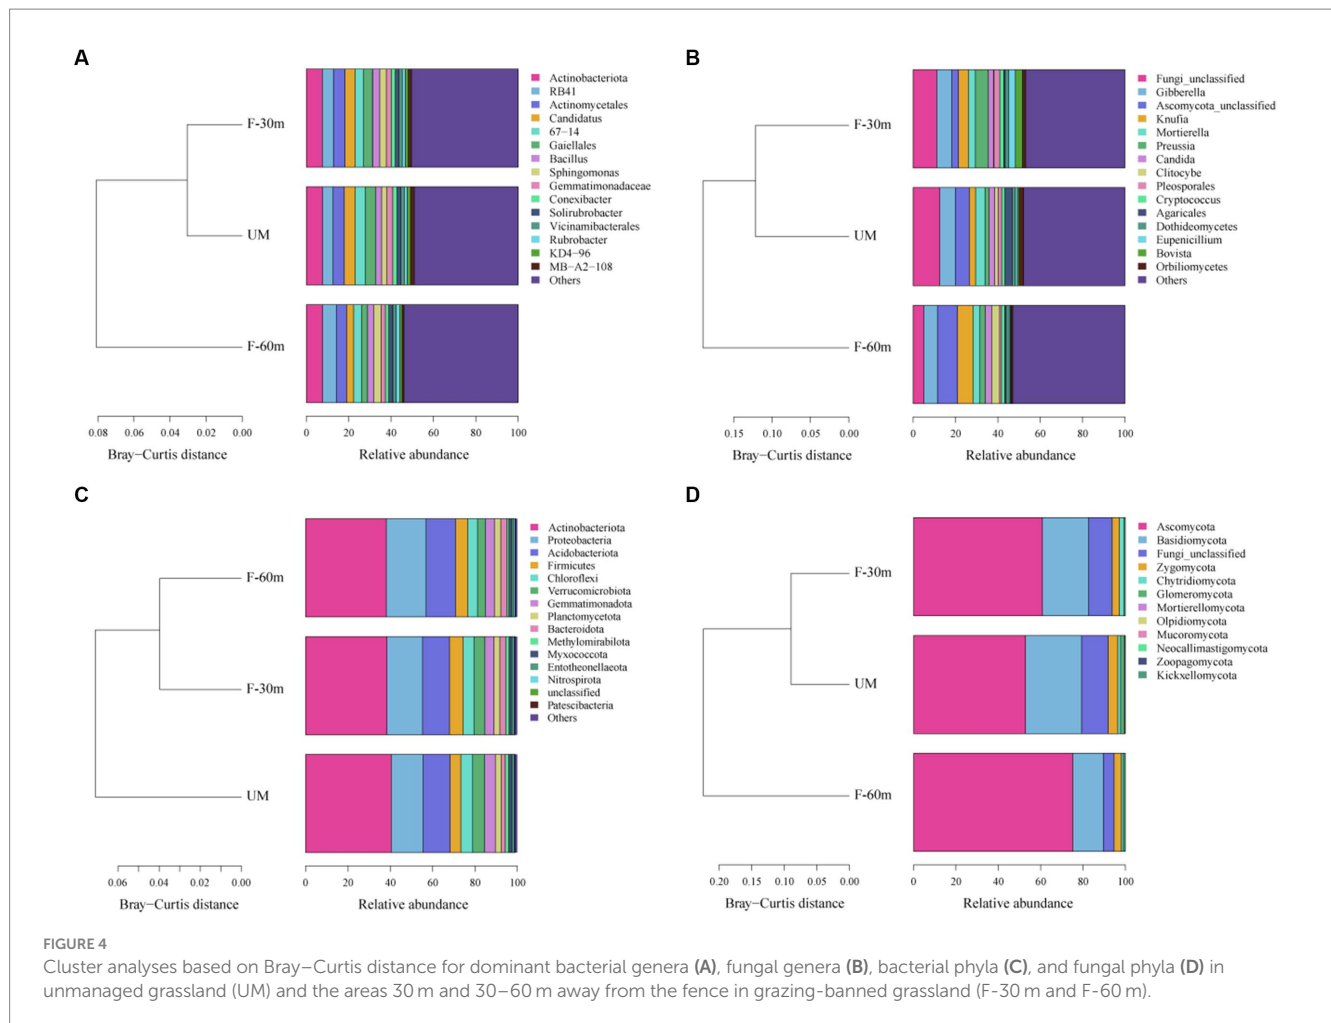 A
F-30m
UM
F-60m
0.08 0.06 0.04 0.02 0.00
Bray−Curtis distance
0 20 40 60 80 100
Relative abundance
Actinobacteriota
RB41
Actinomycetales
Candidatus
67−14
Gaiellales
Bacillus
Sphingomonas
Gemmatimonadaceae
Conexibacter
Solirubrobacter
Vicinamibacterales
Rubrobacter
KD4−96
MB−A2−108
Others
B
F-30m
UM
F-60m
0.15 0.10 0.05 0.00
Bray−Curtis distance
0 20 40 60 80 100
Relative abundance
Fungi_unclassified
Gibberella
Ascomycota_unclassified
Knufia
Mortierella
Preussia
Candida
Clitocybe
Pleosporales
Cryptococcus
Agaricales
Dothideomycetes
Eupenicillium
Bovista
Orbiliomycetes
Others
C
F-60m
F-30m
UM
0.06 0.04 0.02 0.00
Bray−Curtis distance
0 20 40 60 80 100
Relative abundance
Actinobacteriota
Proteobacteria
Acidobacteriota
Firmicutes
Chloroflexi
Verrucomicrobiota
Gemmatimonadota
Planctomycetota
Bacteroidota
Methylomirabilota
Myxococcota
Entotheonellaeota
Nitrospirota
unclassified
Patescibacteria
Others
D
F-30m
UM
F-60m
0.20 0.15 0.10 0.05 0.00
Bray−Curtis distance
0 20 40 60 80 100
Relative abundance
Ascomycota
Basidiomycota
Fungi_unclassified
Zygomycota
Chytridiomycota
Glomeromycota
Mortierellomycota
Olpidiomycota
Mucoromycota
Neocallimastigomycota
Zoopagomycota
Kickxellomycota
FIGURE 4
Cluster analyses based on Bray–Curtis distance for dominant bacterial genera (A), fungal genera (B), bacterial phyla (C), and fungal phyla (D) in
unmanaged grassland (UM) and the areas 30 m and 30–60 m away from the fence in grazing-banned grassland (F-30 m and F-60 m).